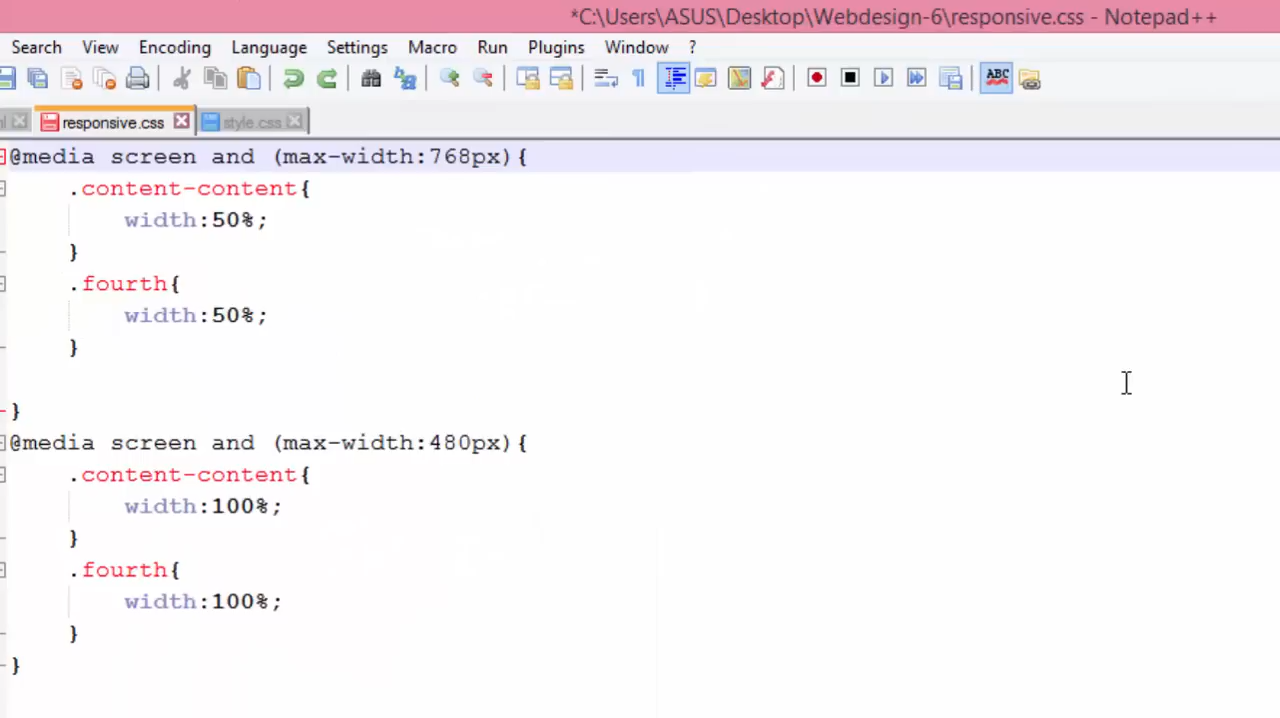 *C:\Users\ASUS\Desktop\Webdesign-6\responsive.css - Notepad++
Search View Encoding Language Settings Macro Run Plugins Window ?
responsive.css style.css
@media screen and (max-width:768px){
.content-content{
width:50%;
}
.fourth{
width:50%;
}
}
@media screen and (max-width:480px){
.content-content{
width:100%;
}
.fourth{
width:100%;
}
}